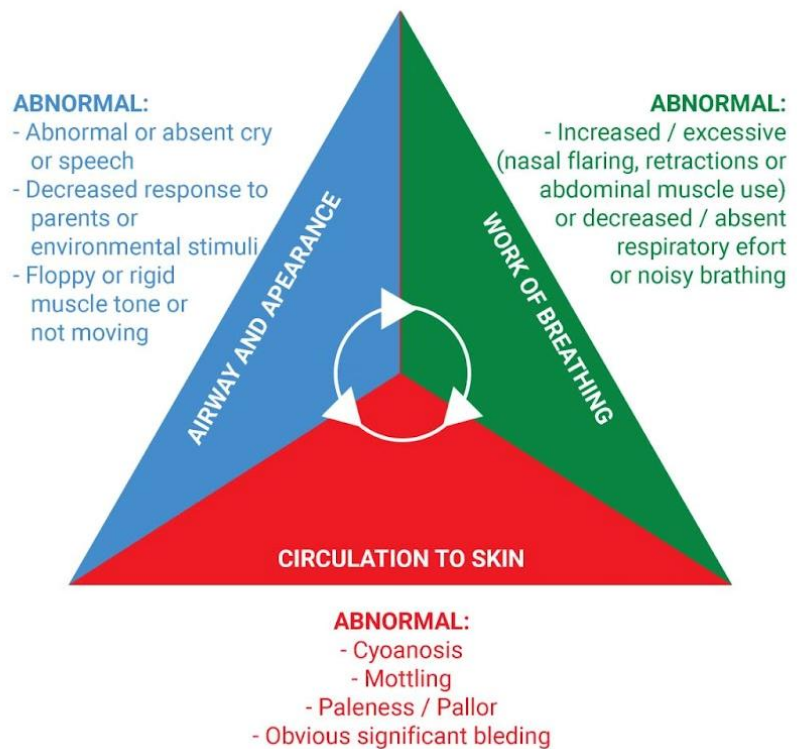 ABNORMAL:
- Abnormal or absent cry
or speech
- Decreased response to
parents or
environmental stimuli
- Floppy or rigid
muscle tone or
not moving
AIRWAY AND APEARANCE
ABNORMAL:
- Increased / excessive
(nasal flaring, retractions or
abdominal muscle use)
or decreased / absent
respiratory efort
or noisy brathing
WORK OF BREATHING
CIRCULATION TO SKIN
ABNORMAL:
- Cyoanosis
- Mottling
- Paleness / Pallor
- Obvious significant bleding